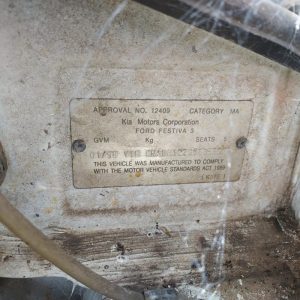 APPROVAL NO. 12409 CATEGORY MA
Kia Motors Corporation
FORD FESTIVA 3
GVM Kg SEATS 5
THIS VEHICLE WAS MANUFACTURED TO COMPLY
WITH THE MOTOR VEHICLE STANDARDS ACT 1989